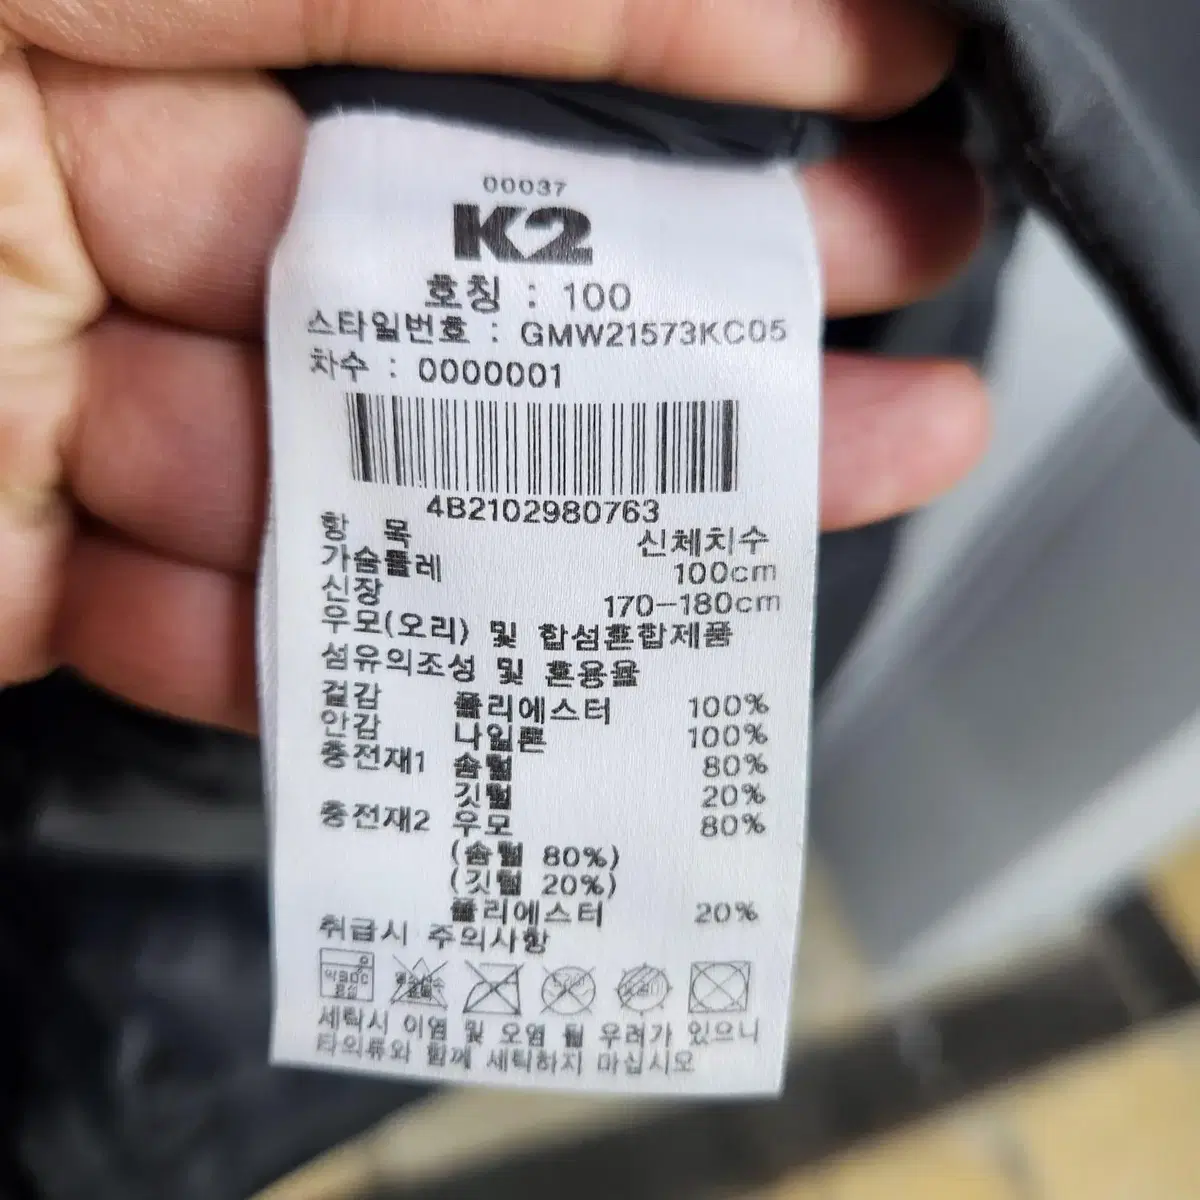 00037
K2
호칭 : 100
스타일번호 : GMW21573KC05
차수 : 0000001
4B2102980763
항 목 신체치수
가슴둘레 100cm
신장 170-180cm
우모(오리) 및 합섬혼합제품
섬유의조성 및 혼용율
겉감 폴리에스터 100%
안감 나일론 100%
충전재1 솜털 80%
깃털 20%
충전재2 우모 80%
(솜털 80%)
(깃털 20%)
폴리에스터 20%
취급시 주의사항
세탁시 이염 및 오염 될 우려가 있으니
타의류와 함께 세탁하지 마십시오